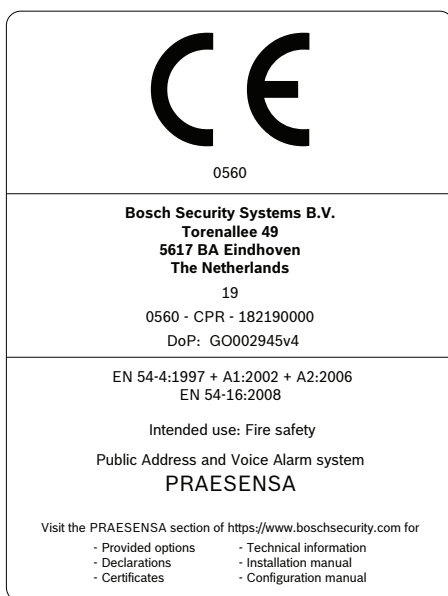 CE
0560
Bosch Security Systems B.V.
Torenallee 49
5617 BA Eindhoven
The Netherlands
19
0560 - CPR - 182190000
DoP: GO002945v4
EN 54-4:1997 + A1:2002 + A2:2006
EN 54-16:2008
Intended use: Fire safety
Public Address and Voice Alarm system
PRAESENSA
Visit the PRAESENSA section of https://www.boschsecurity.com for
- Provided options - Technical information
- Declarations - Installation manual
- Certificates - Configuration manual